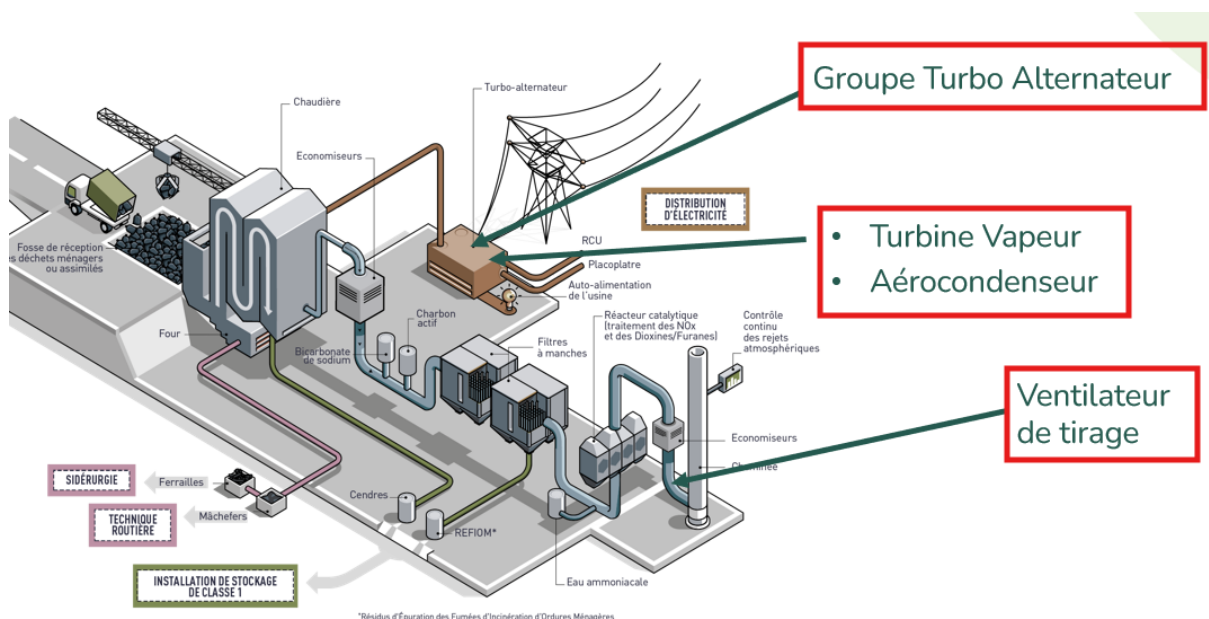 Groupe Turbo Alternateur
Turbo-alternateur
Chaudière
Economiseurs
DISTRIBUTION
D'ÉLECTRICITÉ
• Turbine Vapeur
• Aérocondenseur
RCU
Placoplatre
Fosse de réception
es déchets ménagers
ou assimilés
Auto-alimentation
de l'usine
Charbon
actif
Réacteur catalytique
(traitement des NOx
et des Dioxines/Furanes)
Contrôle
continu
des rejets
atmosphériques
Four
Bicarbonate
de sodium
Filtres
à manches
Ventilateur
de tirage
Economiseurs
Cheminée
SIDÉRURGIE
Ferrailles
Cendres
TECHNIQUE
ROUTIÈRE
Mâchefers
REFIOM*
INSTALLATION DE STOCKAGE
DE CLASSE 1
Eau ammoniacale
*Résidus d'Épuration des Fumées d'Incinération d'Ordures Ménagères